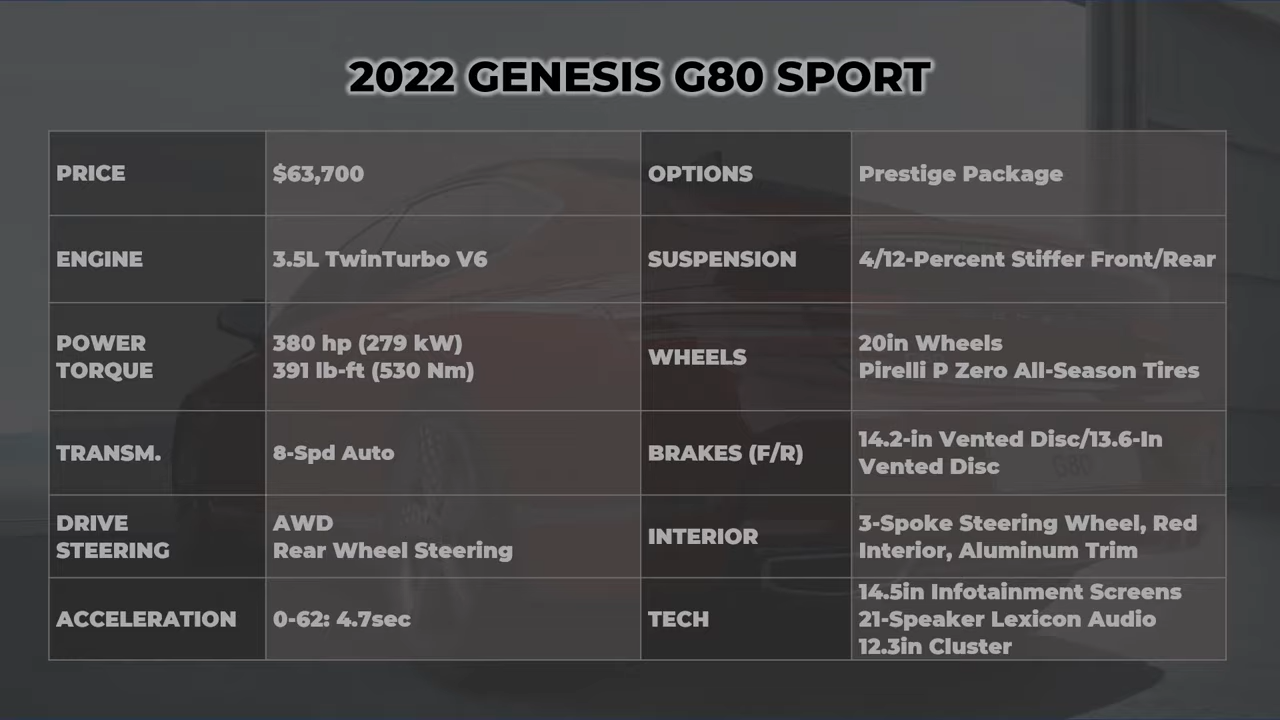 2022 GENESIS G80 SPORT
PRICE
$63,700
OPTIONS
Prestige Package
ENGINE
3.5L TwinTurbo V6
SUSPENSION
4/12-Percent Stiffer Front/Rear
POWER
TORQUE
380 hp (279 kW)
391 lb-ft (530 Nm)
WHEELS
20in Wheels
Pirelli P Zero All-Season Tires
TRANSM.
8-Spd Auto
BRAKES (F/R)
14.2-in Vented Disc/13.6-In
Vented Disc
DRIVE
STEERING
AWD
Rear Wheel Steering
INTERIOR
3-Spoke Steering Wheel, Red
Interior, Aluminum Trim
ACCELERATION
0-62: 4.7sec
TECH
14.5in Infotainment Screens
21-Speaker Lexicon Audio
12.3in Cluster
G80